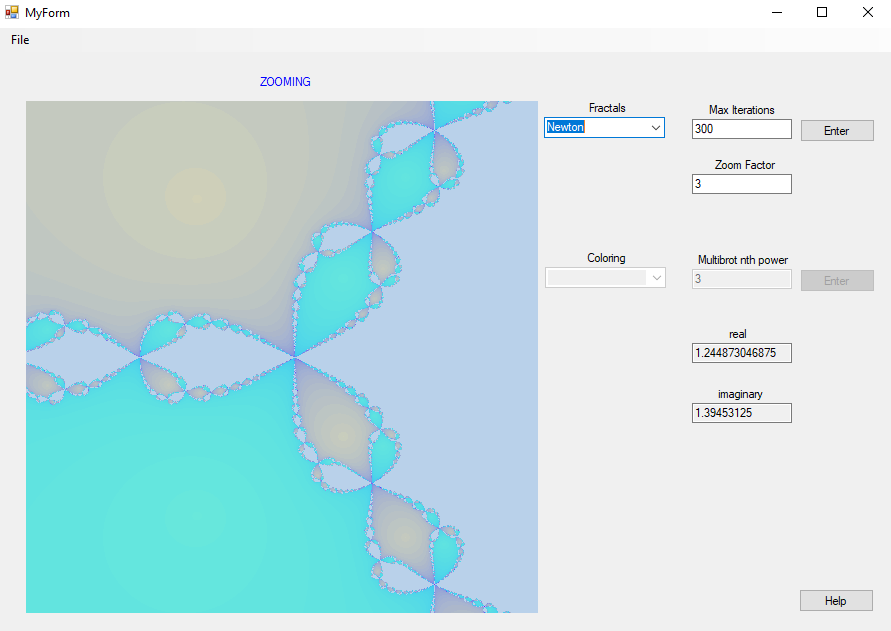 MyForm
File
ZOOMING
Fractals
Newton
Max Iterations
300
Enter
Zoom Factor
3
Coloring
Multibrot nth power
3
Enter
real
1.244873046875
imaginary
1.39453125
Help